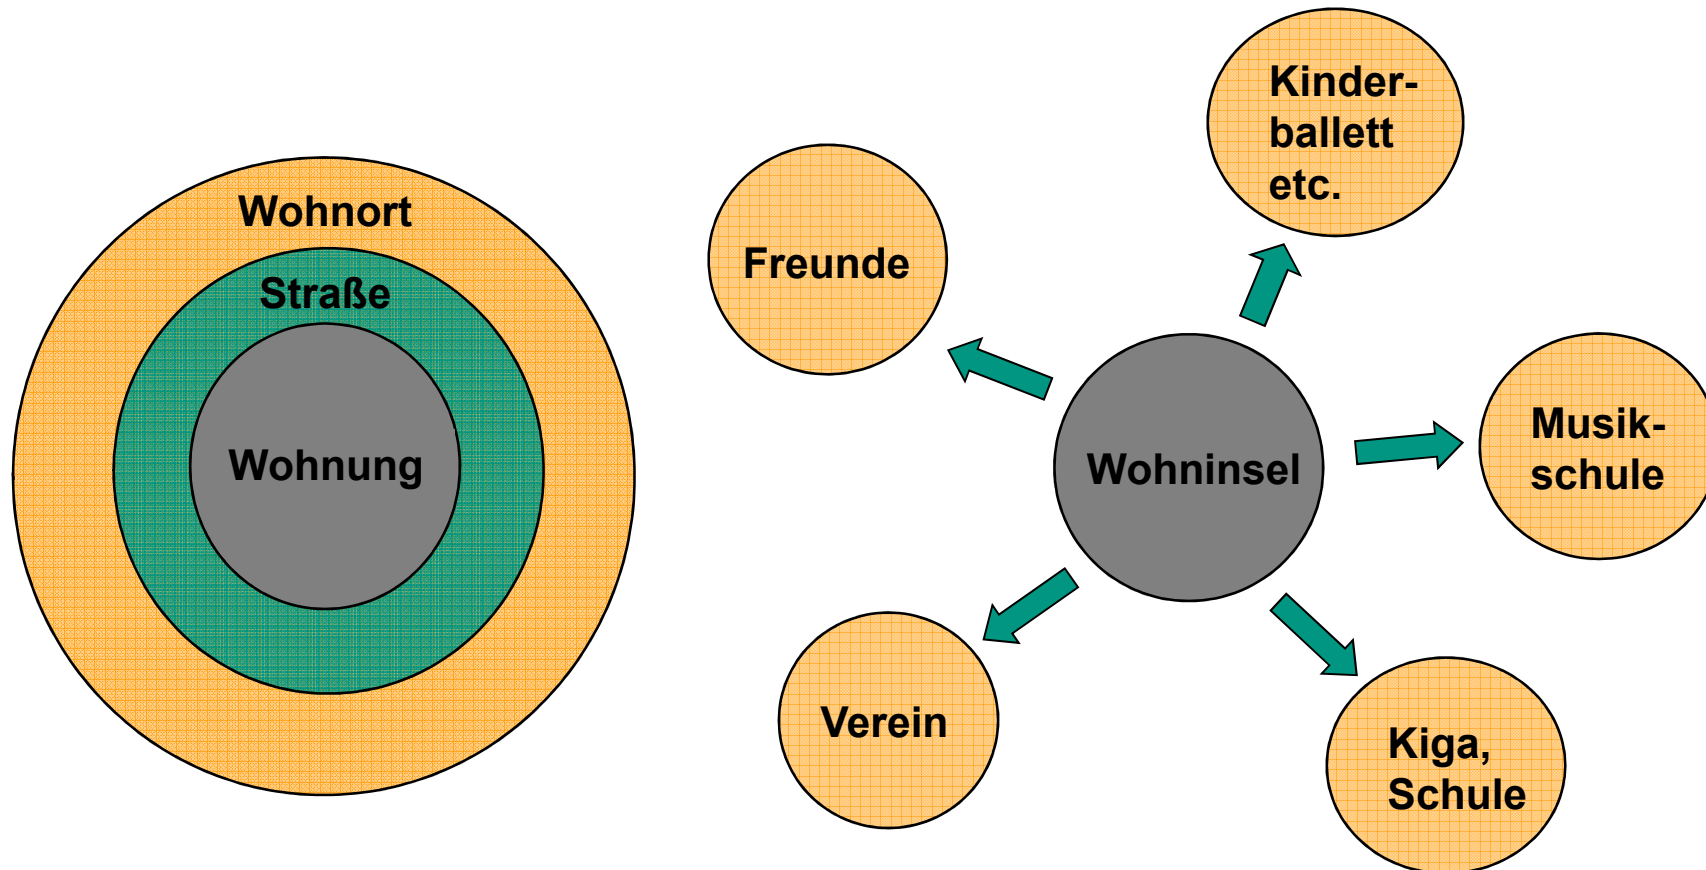 Wohnort
Straße
Wohnung
Kinder-
ballett
etc.
Freunde
Wohninsel
Musik-
schule
Verein
Kiga,
Schule